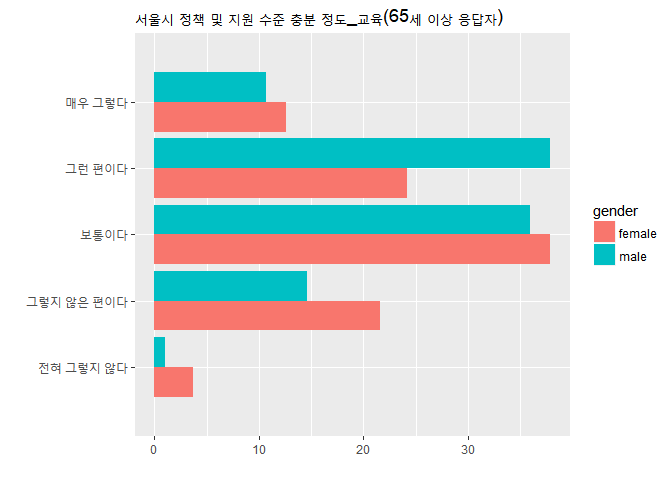 서울시 정책 및 지원 수준 충분 정도_교육(65세 이상 응답자)
매우 그렇다
그런 편이다
보통이다
그렇지 않은 편이다
전혀 그렇지 않다
0 10 20 30
gender
female
male